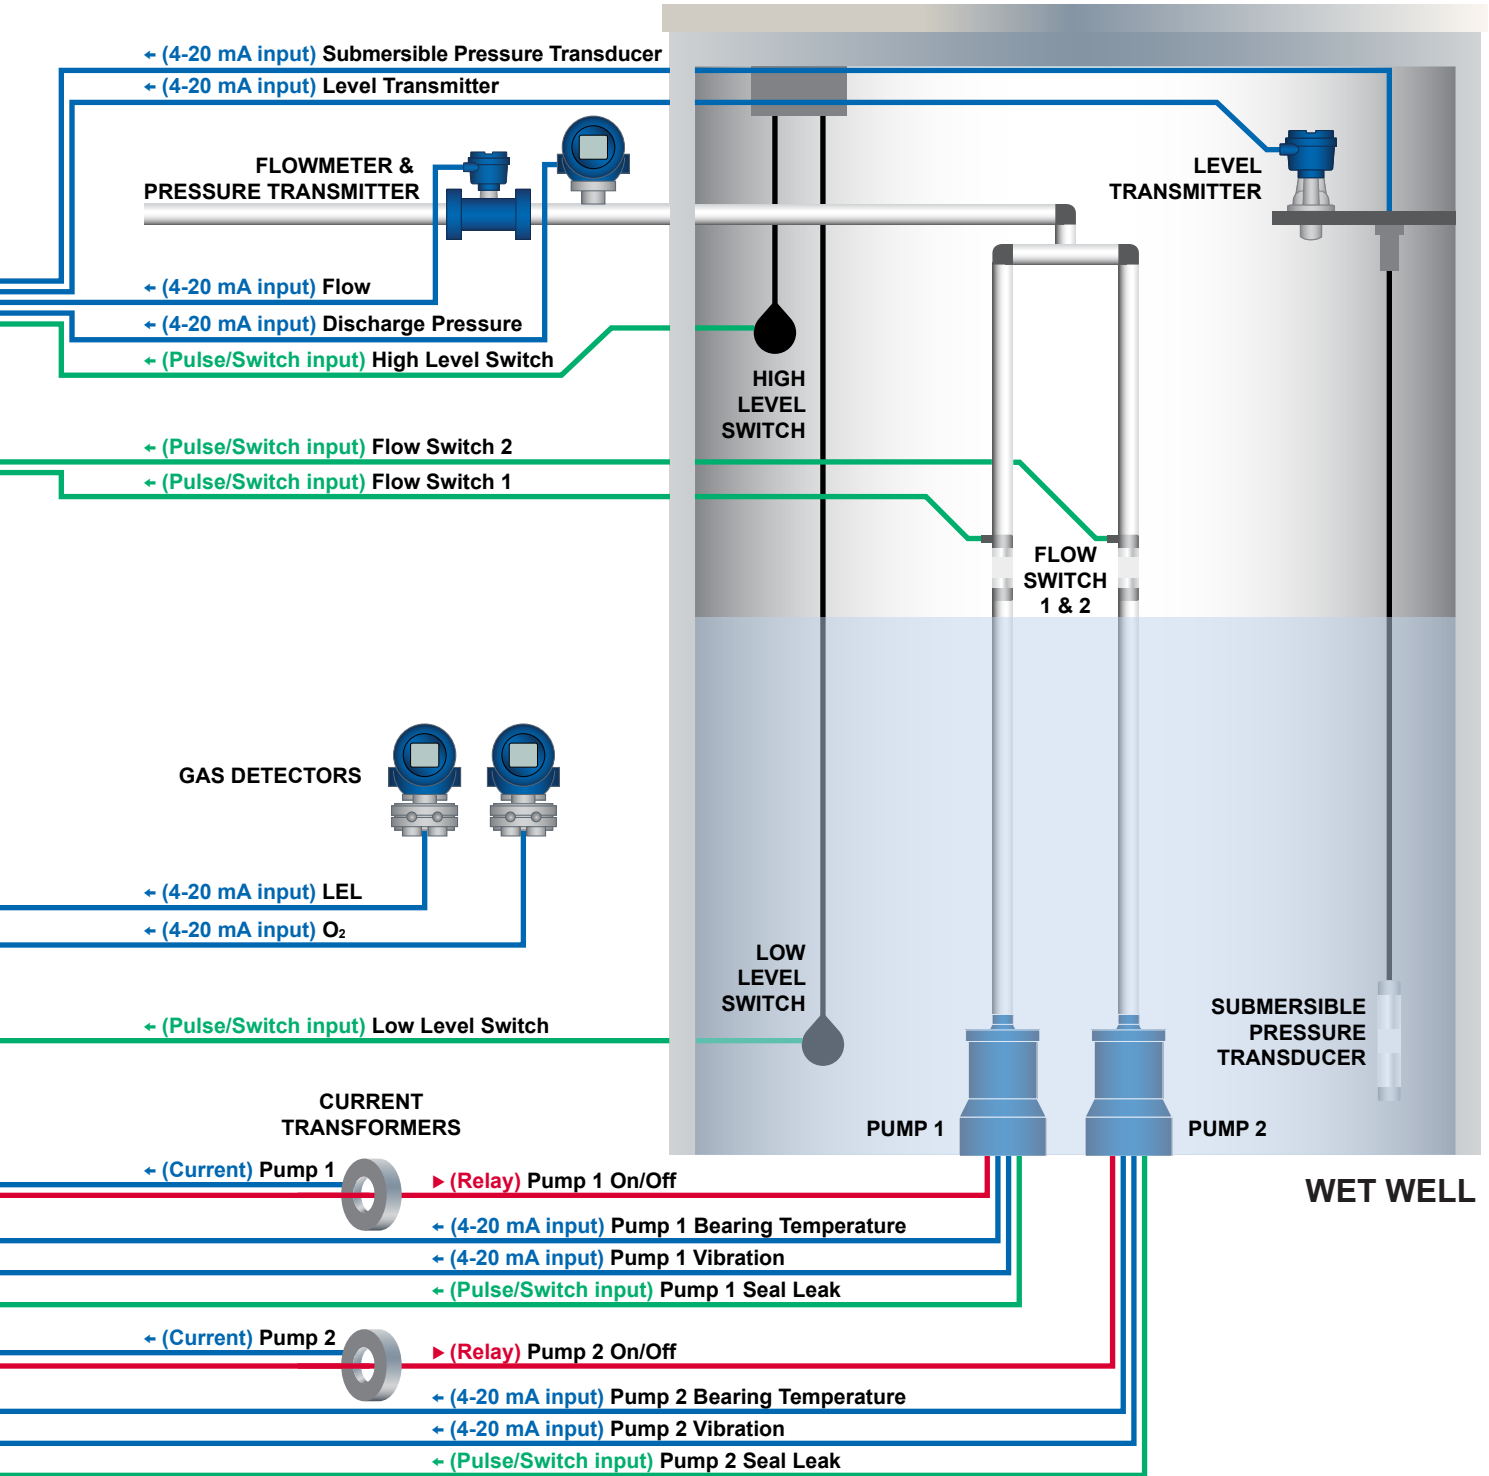 ← (4-20 mA input) Submersible Pressure Transducer
← (4-20 mA input) Level Transmitter
FLOWMETER &
PRESSURE TRANSMITTER
LEVEL
TRANSMITTER
← (4-20 mA input) Flow
← (4-20 mA input) Discharge Pressure
← (Pulse/Switch input) High Level Switch
HIGH
LEVEL
SWITCH
← (Pulse/Switch input) Flow Switch 2
← (Pulse/Switch input) Flow Switch 1
FLOW
SWITCH
1 & 2
GAS DETECTORS
← (4-20 mA input) LEL
← (4-20 mA input) O₂
LOW
LEVEL
SWITCH
← (Pulse/Switch input) Low Level Switch
SUBMERSIBLE
PRESSURE
TRANSDUCER
CURRENT
TRANSFORMERS
PUMP 1
PUMP 2
← (Current) Pump 1
▶ (Relay) Pump 1 On/Off
WET WELL
← (4-20 mA input) Pump 1 Bearing Temperature
← (4-20 mA input) Pump 1 Vibration
← (Pulse/Switch input) Pump 1 Seal Leak
← (Current) Pump 2
▶ (Relay) Pump 2 On/Off
← (4-20 mA input) Pump 2 Bearing Temperature
← (4-20 mA input) Pump 2 Vibration
← (Pulse/Switch input) Pump 2 Seal Leak